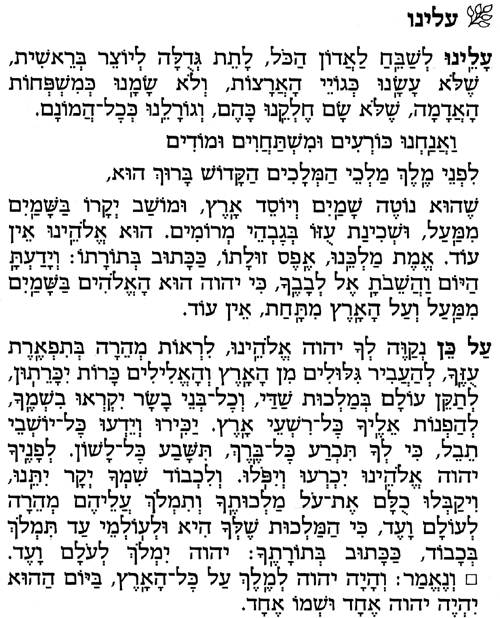 עלינו
עָלֵֽינוּ לְשַׁבֵּֽחַ לַאֲדוֹן הַכֹּל, לָתֵת גְּדֻלָּה לְיוֹצֵר בְּרֵאשִׁית,
שֶׁלֹּא עָשָֽׂנוּ כְּגוֹיֵי הָאֲרָצוֹת, וְלֹא שָׂמָֽנוּ כְּמִשְׁפְּחוֹת
הָאֲדָמָה, שֶׁלֹּא שָׂם חֶלְקֵֽנוּ כָּהֶם, וְגוֹרָלֵֽנוּ כְּכָל־הֲמוֹנָם.
וַאֲנַֽחְנוּ כּוֹרְעִים וּמִשְׁתַּחֲוִים וּמוֹדִים
לִפְנֵי מֶֽלֶךְ מַלְכֵי הַמְּלָכִים הַקָּדוֹשׁ בָּרוּךְ הוּא,
שֶׁהוּא נוֹטֶה שָׁמַֽיִם וְיוֹסֵד אָֽרֶץ, וּמוֹשַׁב יְקָרוֹ בַּשָּׁמַֽיִם
מִמַּֽעַל, וּשְׁכִינַת עֻזּוֹ בְּגָבְהֵי מְרוֹמִים. הוּא אֱלֹהֵֽינוּ אֵין
עוֹד. אֱמֶת מַלְכֵּֽנוּ, אֶֽפֶס זוּלָתוֹ, כַּכָּתוּב בְּתוֹרָתוֹ: וְיָדַעְתָּ
הַיּוֹם וַהֲשֵׁבֹתָ אֶל לְבָבֶֽךָ, כִּי יהוה הוּא הָאֱלֹהִים בַּשָּׁמַֽיִם
מִמַּֽעַל וְעַל הָאָֽרֶץ מִתָּֽחַת, אֵין עוֹד.
עַל כֵּן נְקַוֶּה לְּךָ יהוה אֱלֹהֵֽינוּ, לִרְאוֹת מְהֵרָה בְּתִפְאֶֽרֶת
עֻזֶּֽךָ, לְהַעֲבִיר גִּלּוּלִים מִן הָאָֽרֶץ וְהָאֱלִילִים כָּרוֹת יִכָּרֵתוּן,
לְתַקֵּן עוֹלָם בְּמַלְכוּת שַׁדַּי, וְכָל־בְּנֵי בָשָׂר יִקְרְאוּ בִשְׁמֶֽךָ,
לְהַפְנוֹת אֵלֶֽיךָ כָּל־רִשְׁעֵי אָֽרֶץ. יַכִּֽירוּ וְיֵדְעוּ כָּל־יוֹשְׁבֵי
תֵבֵל, כִּי לְךָ תִּכְרַע כָּל־בֶּֽרֶךְ, תִּשָּׁבַע כָּל־לָשׁוֹן. לְפָנֶֽיךָ
יהוה אֱלֹהֵֽינוּ יִכְרְעוּ וְיִפֹּֽלוּ. וְלִכְבוֹד שִׁמְךָ יְקָר יִתֵּֽנוּ,
וִיקַבְּלוּ כֻלָּם אֶת־עֹל מַלְכוּתֶֽךָ וְתִמְלֹךְ עֲלֵיהֶם מְהֵרָה
לְעוֹלָם וָעֶד, כִּי הַמַּלְכוּת שֶׁלְּךָ הִיא וּלְעוֹלְמֵי עַד תִּמְלֹךְ
בְּכָבוֹד, כַּכָּתוּב בְּתוֹרָתֶֽךָ: יהוה יִמְלֹךְ לְעֹלָם וָעֶד.
□ וְנֶאֱמַר: וְהָיָה יהוה לְמֶֽלֶךְ עַל כָּל־הָאָֽרֶץ, בַּיּוֹם הַהוּא
יִהְיֶה יהוה אֶחָד וּשְׁמוֹ אֶחָד.